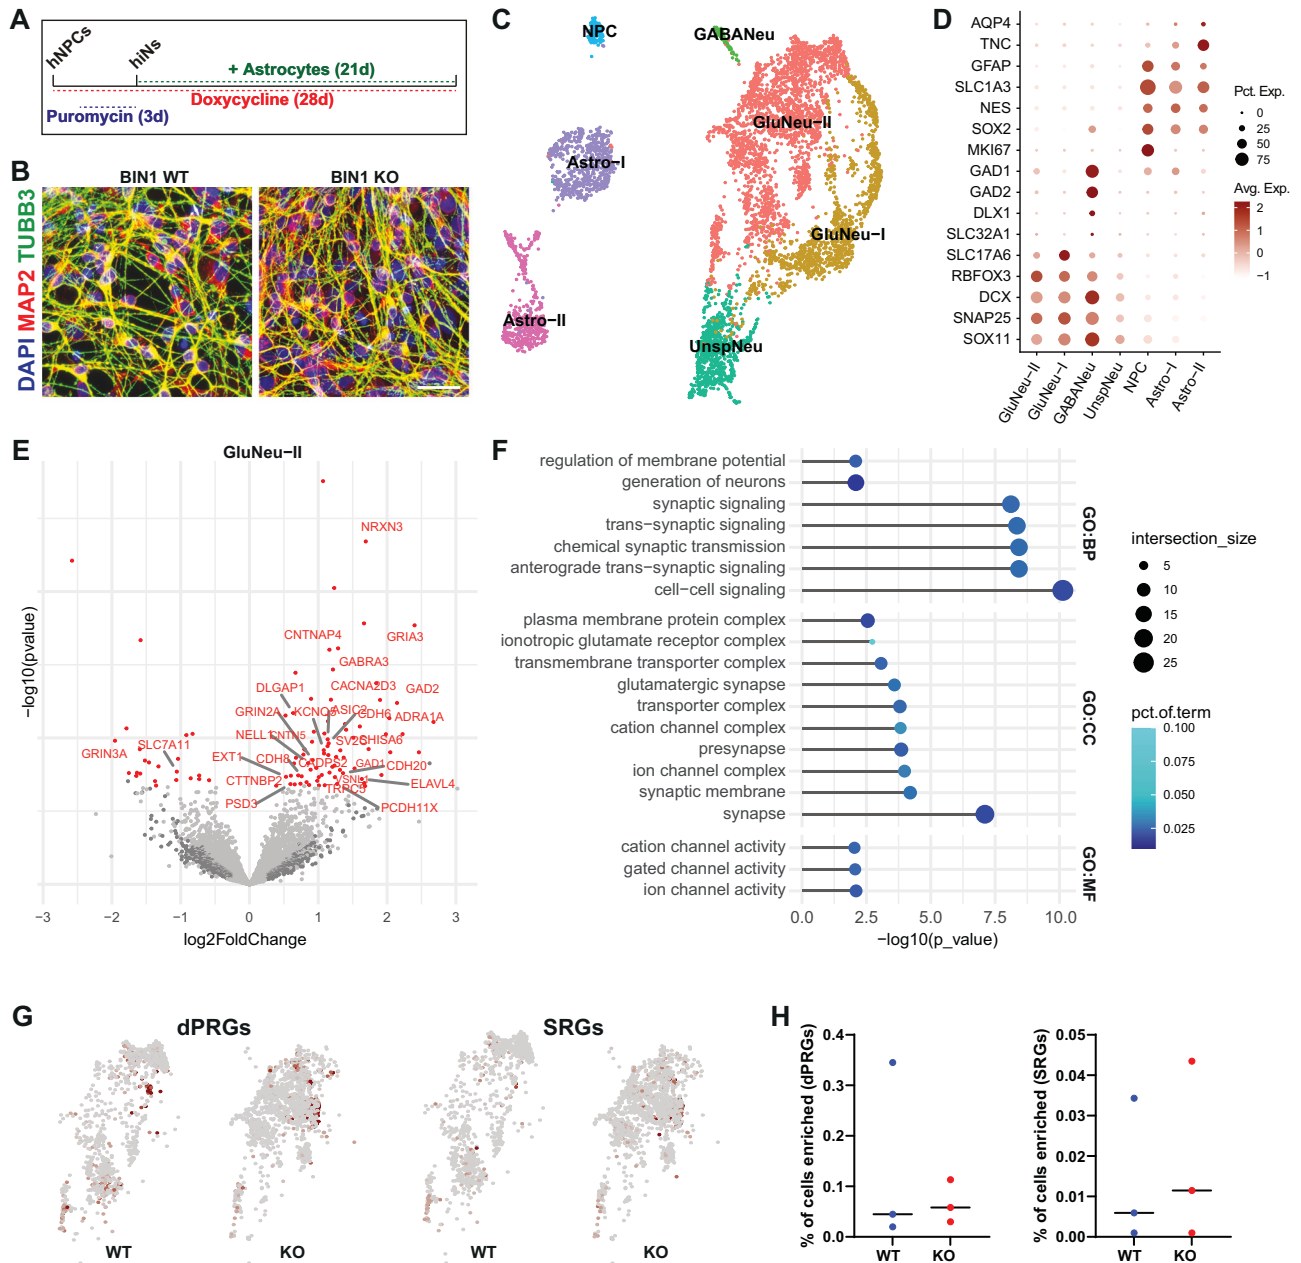 A
hNPCs
hiNs
+ Astrocytes (21d)
Doxycycline (28d)
Puromycin (3d)
B
BIN1 WT
BIN1 KO
DAPI MAP2 TUBB3
C
NPC
GABANeu
GluNeu−II
Astro−I
GluNeu−I
Astro−II
UnspNeu
D
AQP4
TNC
GFAP
SLC1A3
NES
SOX2
MKI67
GAD1
GAD2
DLX1
SLC32A1
SLC17A6
RBFOX3
DCX
SNAP25
SOX11
GluNeu−II
GluNeu−I
GABANeu
UnspNeu
NPC
Astro−I
Astro−II
Pct. Exp.
0
25
50
75
Avg. Exp.
2
1
0
−1
E
GluNeu−II
NRXN3
CNTNAP4
GRIA3
GABRA3
CACNA2D3
DLGAP1
GAD2
GRIN2A
KCNQ5
ASIC2
CDH6
ADRA1A
NELL1
CNTN5
SV2C
SHISA6
GRIN3A
SLC7A11
EXT1
CDH8
CADPS2
GAD1
CDH20
CTTNBP2
VSNL1
ELAVL4
TRPC5
PSD3
PCDH11X
−log10(pvalue)
−3
−2
−1
0
1
2
3
log2FoldChange
F
regulation of membrane potential
generation of neurons
synaptic signaling
trans−synaptic signaling
chemical synaptic transmission
anterograde trans−synaptic signaling
cell−cell signaling
GO:BP
plasma membrane protein complex
ionotropic glutamate receptor complex
transmembrane transporter complex
glutamatergic synapse
transporter complex
cation channel complex
presynapse
ion channel complex
synaptic membrane
synapse
GO:CC
cation channel activity
gated channel activity
ion channel activity
GO:MF
0.0
2.5
5.0
7.5
10.0
−log10(p_value)
intersection_size
5
10
15
20
25
pct.of.term
0.100
0.075
0.050
0.025
G
dPRGs
SRGs
WT
KO
WT
KO
H
% of cells enriched (dPRGs)
0.4
0.3
0.2
0.1
0.0
WT
KO
% of cells enriched (SRGs)
0.05
0.04
0.03
0.02
0.01
0.00
WT
KO